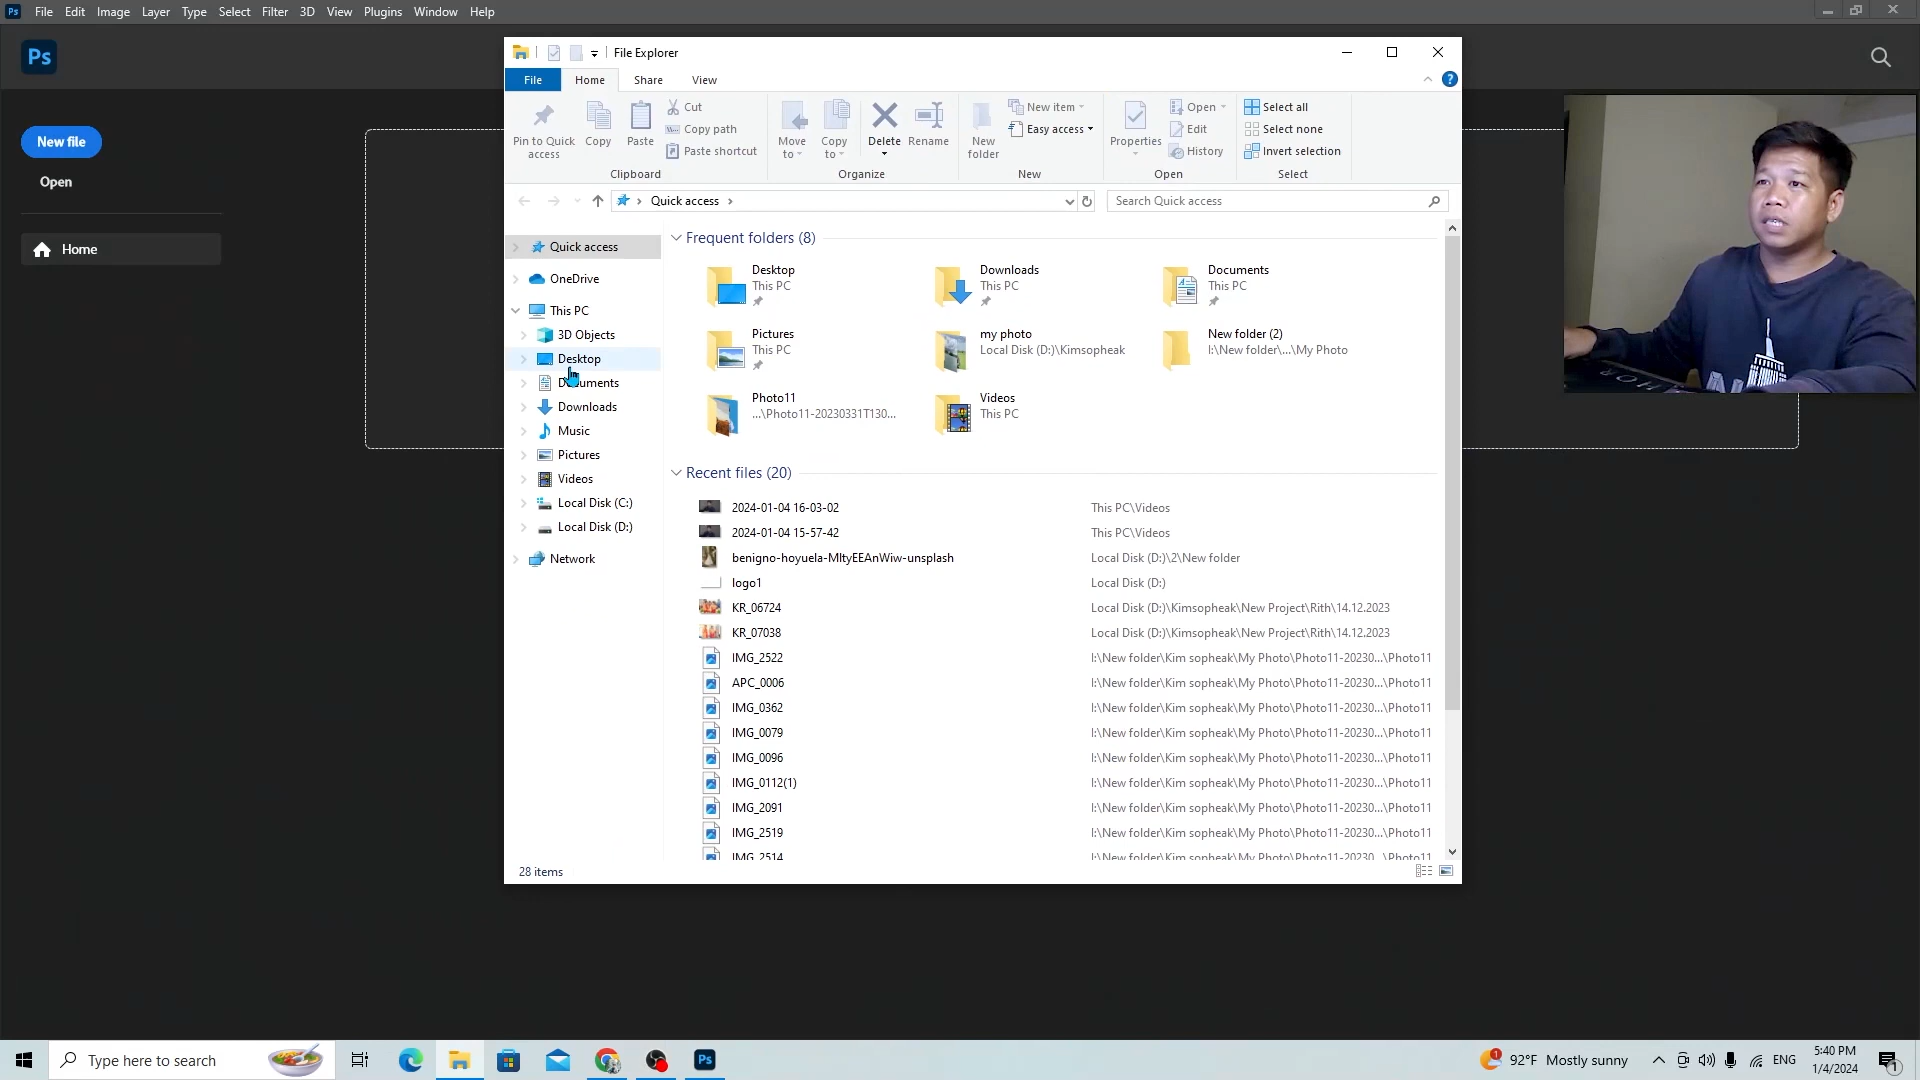 Ps File Edit Image Layer Type Select Filter 3D View Plugins Window Help
Ps
New file
Open
Home
File Explorer
File Home Share View
Pin to Quick access
Copy
Paste
Cut
Copy path
Paste shortcut
Clipboard
Move to
Copy to
Delete
Rename
Organize
New folder
New item
Easy access
New
Properties
Open
Edit
History
Open
Select all
Select none
Invert selection
Select
Quick access
Search Quick access
Quick access
OneDrive
This PC
3D Objects
Desktop
Documents
Downloads
Music
Pictures
Videos
Local Disk (C:)
Local Disk (D:)
Network
Frequent folders (8)
Desktop
This PC
Downloads
This PC
Documents
This PC
Pictures
This PC
my photo
Local Disk (D:)\Kimsopheak
New folder (2)
I:\New folder\...\My Photo
Photo11
...\Photo11-20230331T130...
Videos
This PC
Recent files (20)
2024-01-04 16-03-02 This PC\Videos
2024-01-04 15-57-42 This PC\Videos
benigno-hoyuela-MltyEEAnWiw-unsplash Local Disk (D:)\2\New folder
logo1 Local Disk (D:)
KR_06724 Local Disk (D:)\Kimsopheak\New Project\Rith\14.12.2023
KR_07038 Local Disk (D:)\Kimsopheak\New Project\Rith\14.12.2023
IMG_2522 I:\New folder\Kim sopheak\My Photo\Photo11-20230...\Photo11
APC_0006 I:\New folder\Kim sopheak\My Photo\Photo11-20230...\Photo11
IMG_0362 I:\New folder\Kim sopheak\My Photo\Photo11-20230...\Photo11
IMG_0079 I:\New folder\Kim sopheak\My Photo\Photo11-20230...\Photo11
IMG_0096 I:\New folder\Kim sopheak\My Photo\Photo11-20230...\Photo11
IMG_0112(1) I:\New folder\Kim sopheak\My Photo\Photo11-20230...\Photo11
IMG_2091 I:\New folder\Kim sopheak\My Photo\Photo11-20230...\Photo11
IMG_2519 I:\New folder\Kim sopheak\My Photo\Photo11-20230...\Photo11
IMG_2514 I:\New folder\Kim sopheak\My Photo\Photo11-20230...\Photo11
28 items
Type here to search
Ps
92°F Mostly sunny
ENG
5:40 PM
1/4/2024